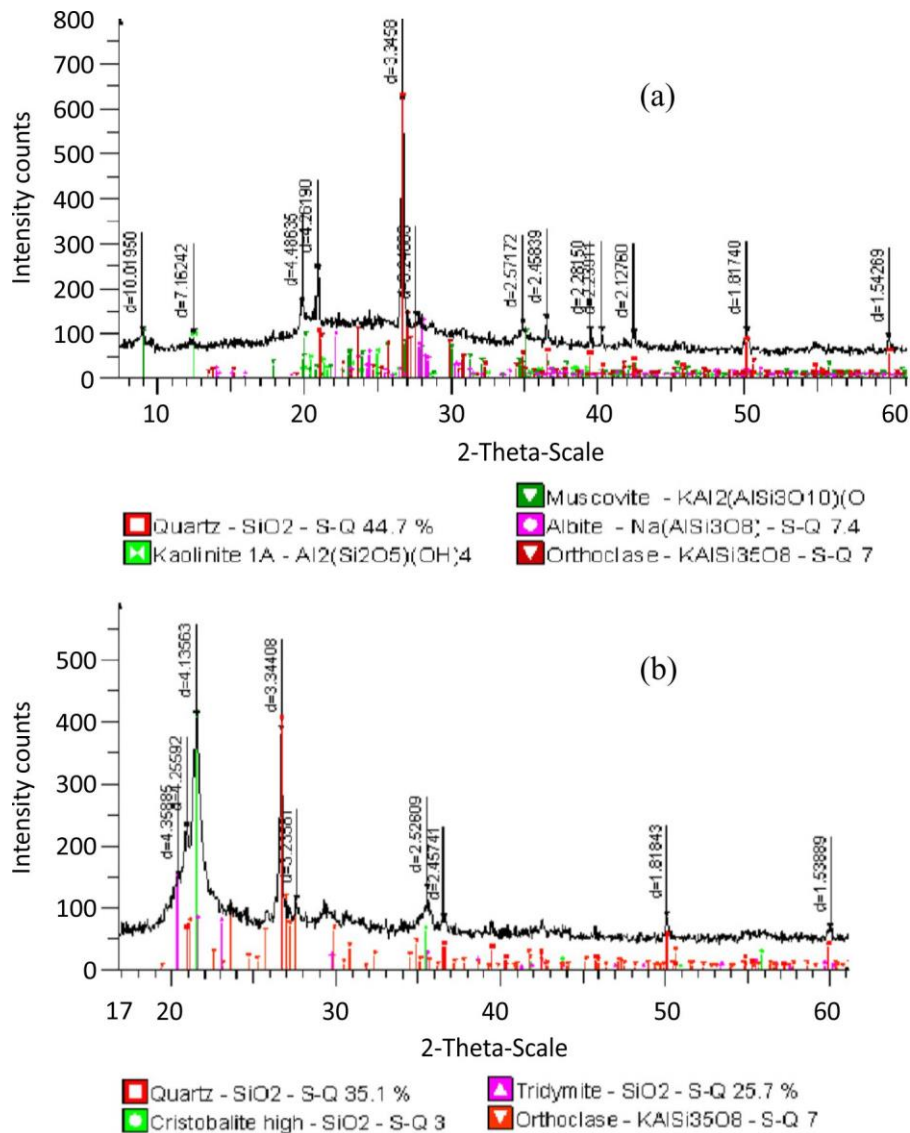 800
700
600
500
400
300
200
100
0
Intensity counts
(a)
d=10.01950
d=7.16242
d=4.48635
d=4.26190
d=3.3458
d=2.57172
d=2.45839
d=2.28150
d=2.12760
d=1.81740
d=1.54269
10 20 30 40 50 60
2-Theta-Scale
Quartz - SiO2 - S-Q 44.7 %
Kaolinite 1A - Al2(Si2O5)(OH)4
Muscovite - KAl2(AlSi3O10)(O
Albite - Na(AlSi3O8) - S-Q 7.4
Orthoclase - KAlSi3O8 - S-Q 7
500
400
300
200
100
0
Intensity counts
(b)
d=4.35885
d=4.25592
d=4.13563
d=3.34408
d=2.52609
d=2.45741
d=1.81843
d=1.53889
17 20 30 40 50 60
2-Theta-Scale
Quartz - SiO2 - S-Q 35.1 %
Cristobalite high - SiO2 - S-Q 3
Tridymite - SiO2 - S-Q 25.7 %
Orthoclase - KAlSi3O8 - S-Q 7